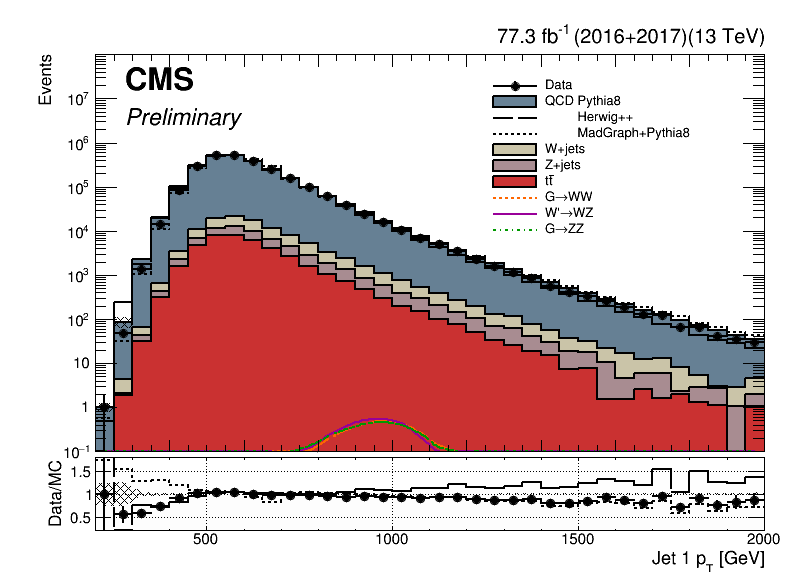 77.3 fb⁻¹ (2016+2017)(13 TeV)
Events
CMS
Preliminary
Data
QCD Pythia8
Herwig++
MadGraph+Pythia8
W+jets
Z+jets
tt̄
G→WW
W'→WZ
G→ZZ
10⁷
10⁶
10⁵
10⁴
10³
10²
10
1
10⁻¹
Data/MC
1.5
1
0.5
500
1000
1500
2000
Jet 1 p_T [GeV]